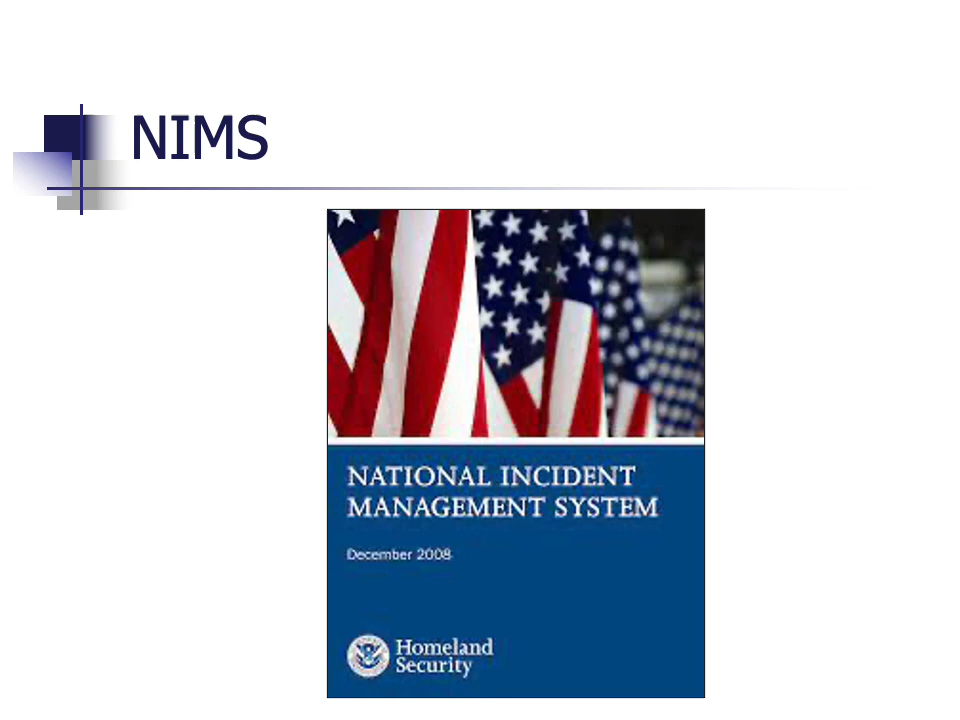 NIMS
NATIONAL INCIDENT
MANAGEMENT SYSTEM
December 2008
Homeland
Security